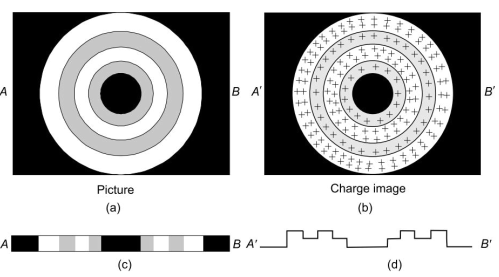 A
B
A′
B′
Picture
Charge image
(a)
(b)
A
B
A′
B′
(c)
(d)